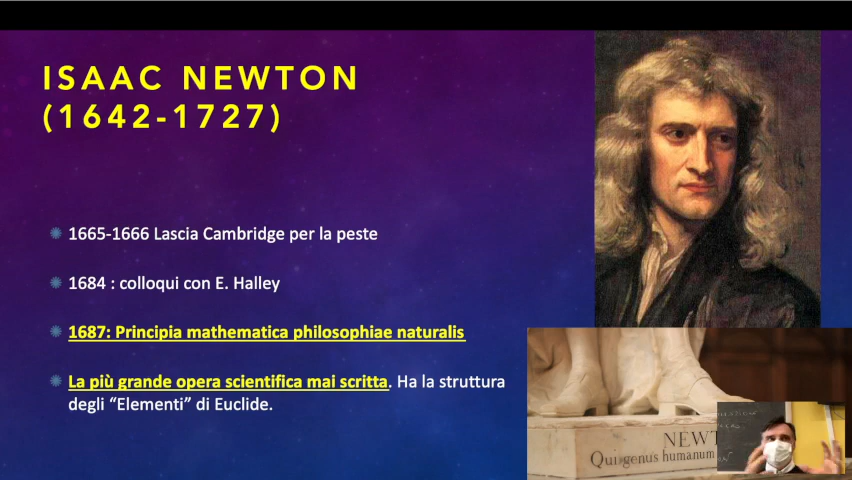 ISAAC NEWTON
(1642-1727)
1665-1666 Lascia Cambridge per la peste
1684 : colloqui con E. Halley
1687: Principia mathematica philosophiae naturalis
La più grande opera scientifica mai scritta. Ha la struttura
degli “Elementi” di Euclide.
NEWT
Qui genus humanum